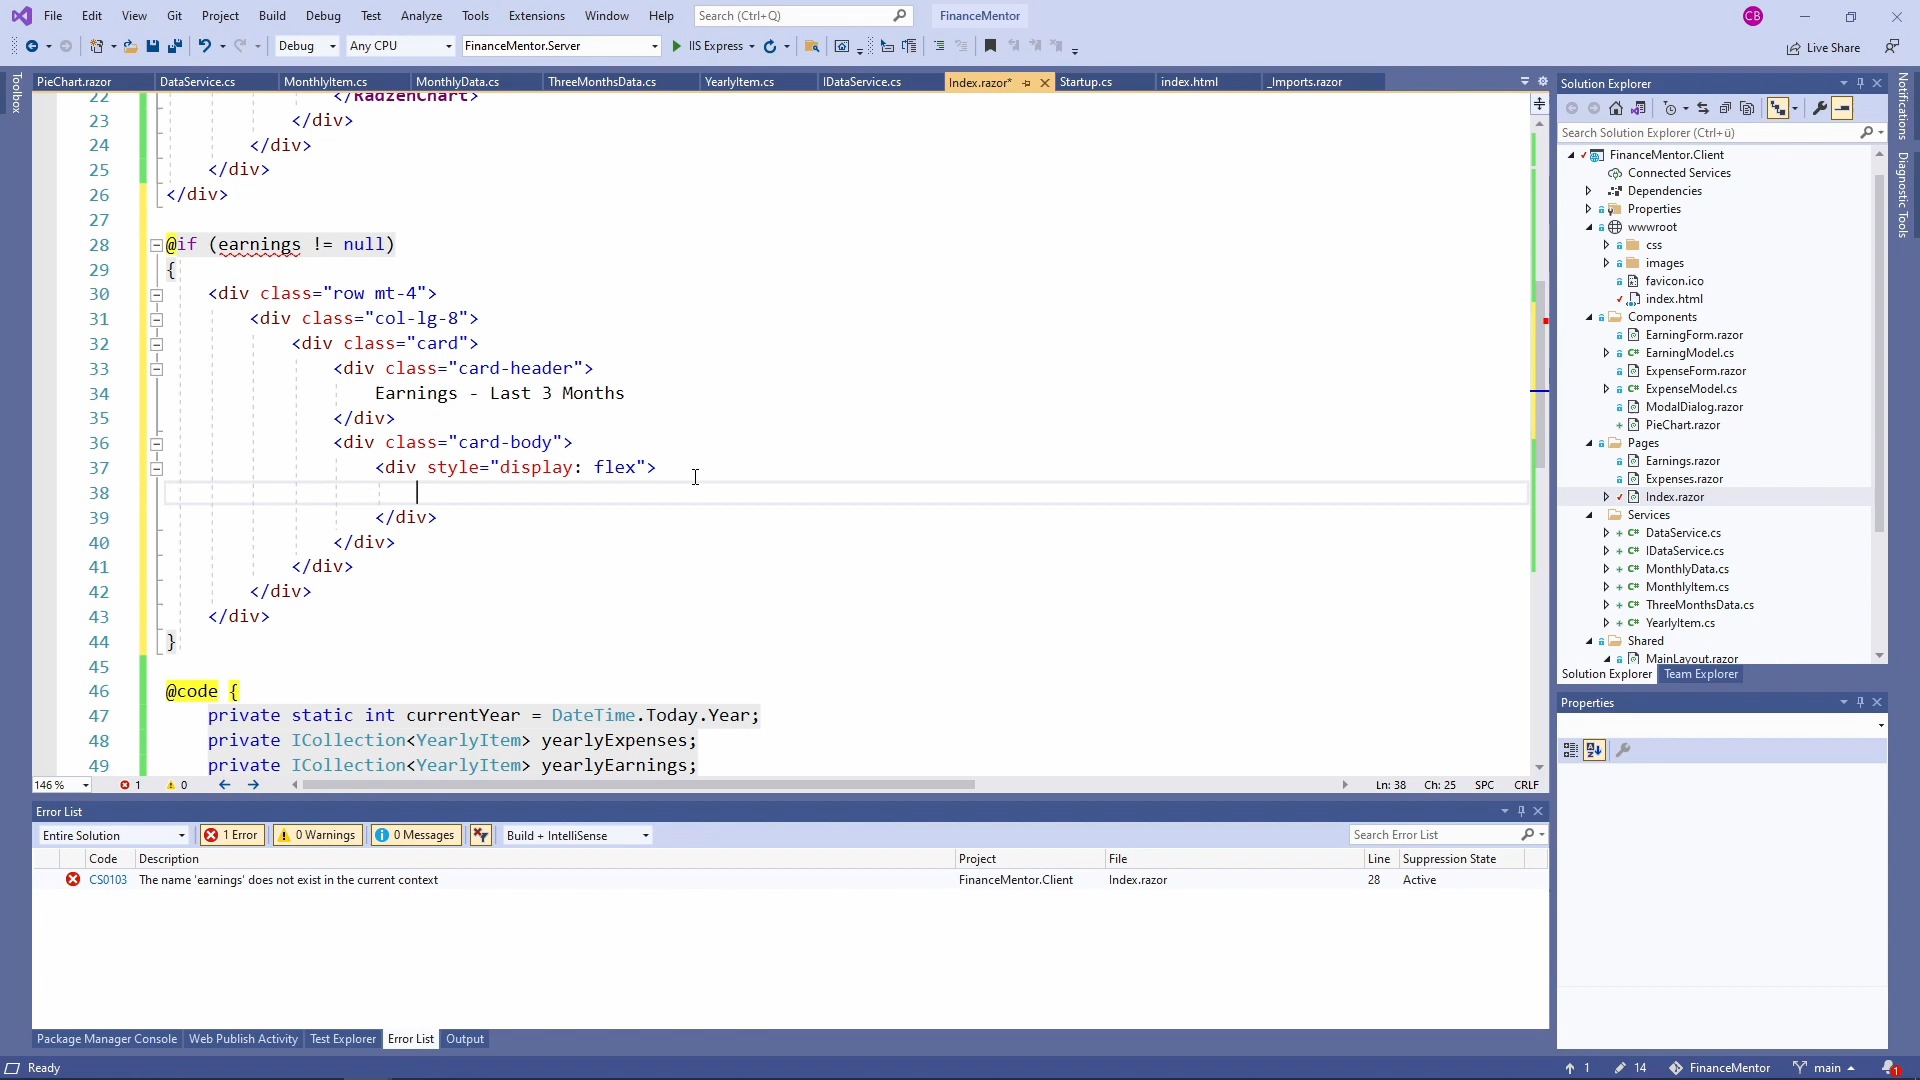 File Edit View Git Project Build Debug Test Analyze Tools Extensions Window Help Search (Ctrl+Q) FinanceMentor CB
Debug Any CPU FinanceMentor.Server IIS Express Live Share
PieChart.razor DataService.cs MonthlyItem.cs MonthlyData.cs ThreeMonthsData.cs YearlyItem.cs IDataService.cs Index.razor* Startup.cs index.html _Imports.razor
Toolbox
22 </RadzenChart>
23 </div>
24 </div>
25 </div>
26 </div>
27
28 @if (earnings != null)
29 {
30 <div class="row mt-4">
31 <div class="col-lg-8">
32 <div class="card">
33 <div class="card-header">
34 Earnings - Last 3 Months
35 </div>
36 <div class="card-body">
37 <div style="display: flex">
38
39 </div>
40 </div>
41 </div>
42 </div>
43 </div>
44 }
45
46 @code {
47 private static int currentYear = DateTime.Today.Year;
48 private ICollection<YearlyItem> yearlyExpenses;
49 private ICollection<YearlyItem> yearlyEarnings;
146 % 1 0 Ln: 38 Ch: 25 SPC CRLF
Error List
Entire Solution 1 Error 0 Warnings 0 Messages Build + IntelliSense Search Error List
Code Description Project File Line Suppression State
CS0103 The name 'earnings' does not exist in the current context FinanceMentor.Client Index.razor 28 Active
Package Manager Console Web Publish Activity Test Explorer Error List Output
Solution Explorer
Search Solution Explorer (Ctrl+ü)
FinanceMentor.Client
Connected Services
Dependencies
Properties
wwwroot
css
images
favicon.ico
index.html
Components
EarningForm.razor
C# EarningModel.cs
ExpenseForm.razor
C# ExpenseModel.cs
ModalDialog.razor
PieChart.razor
Pages
Earnings.razor
Expenses.razor
Index.razor
Services
C# DataService.cs
C# IDataService.cs
C# MonthlyData.cs
C# MonthlyItem.cs
C# ThreeMonthsData.cs
C# YearlyItem.cs
Shared
MainLayout.razor
Solution Explorer Team Explorer
Properties
Notifications
Diagnostic Tools
Ready 1 14 FinanceMentor main 1